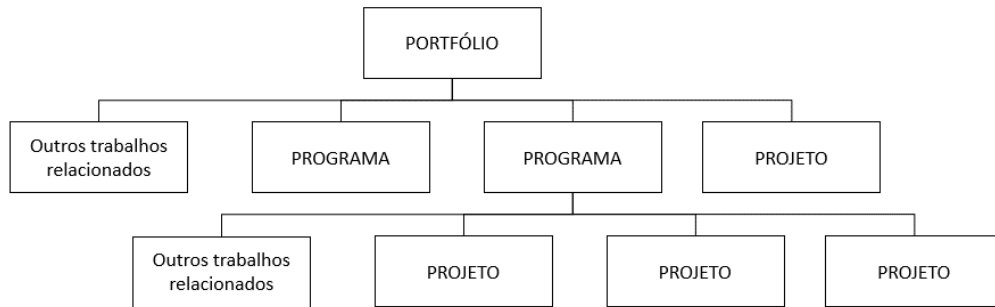 PORTFÓLIO
Outros trabalhos
relacionados
PROGRAMA
PROGRAMA
PROJETO
Outros trabalhos
relacionados
PROJETO
PROJETO
PROJETO